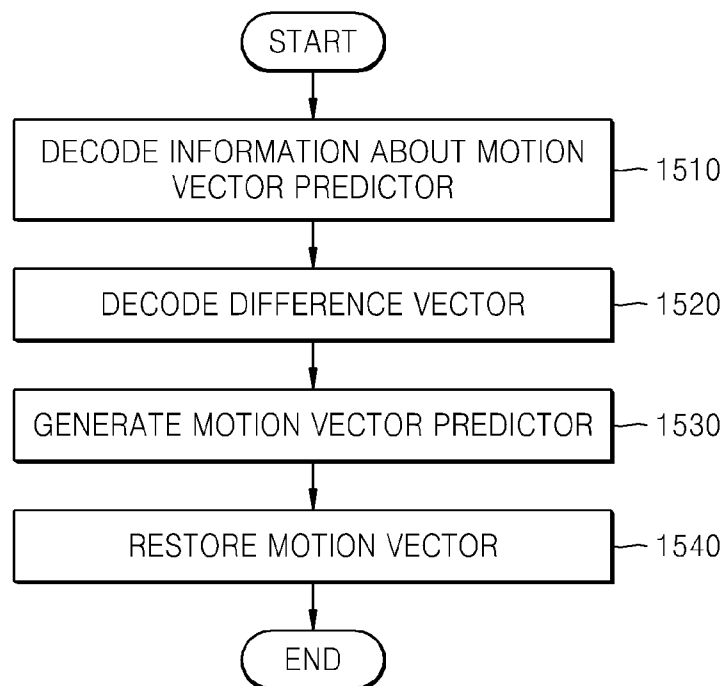 START
DECODE INFORMATION ABOUT MOTION
VECTOR PREDICTOR
1510
DECODE DIFFERENCE VECTOR
1520
GENERATE MOTION VECTOR PREDICTOR
1530
RESTORE MOTION VECTOR
1540
END